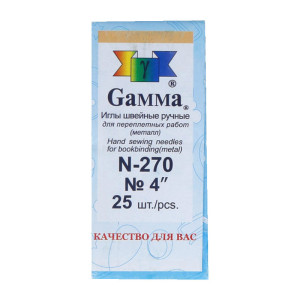 γ
®
Gamma®
Иглы швейные ручные
для переплетных работ
(металл)
Hand sewing needles
for bookbinding(metal)
N-270
№ 4"
25 шт./pcs.
КАЧЕСТВО ДЛЯ ВАС